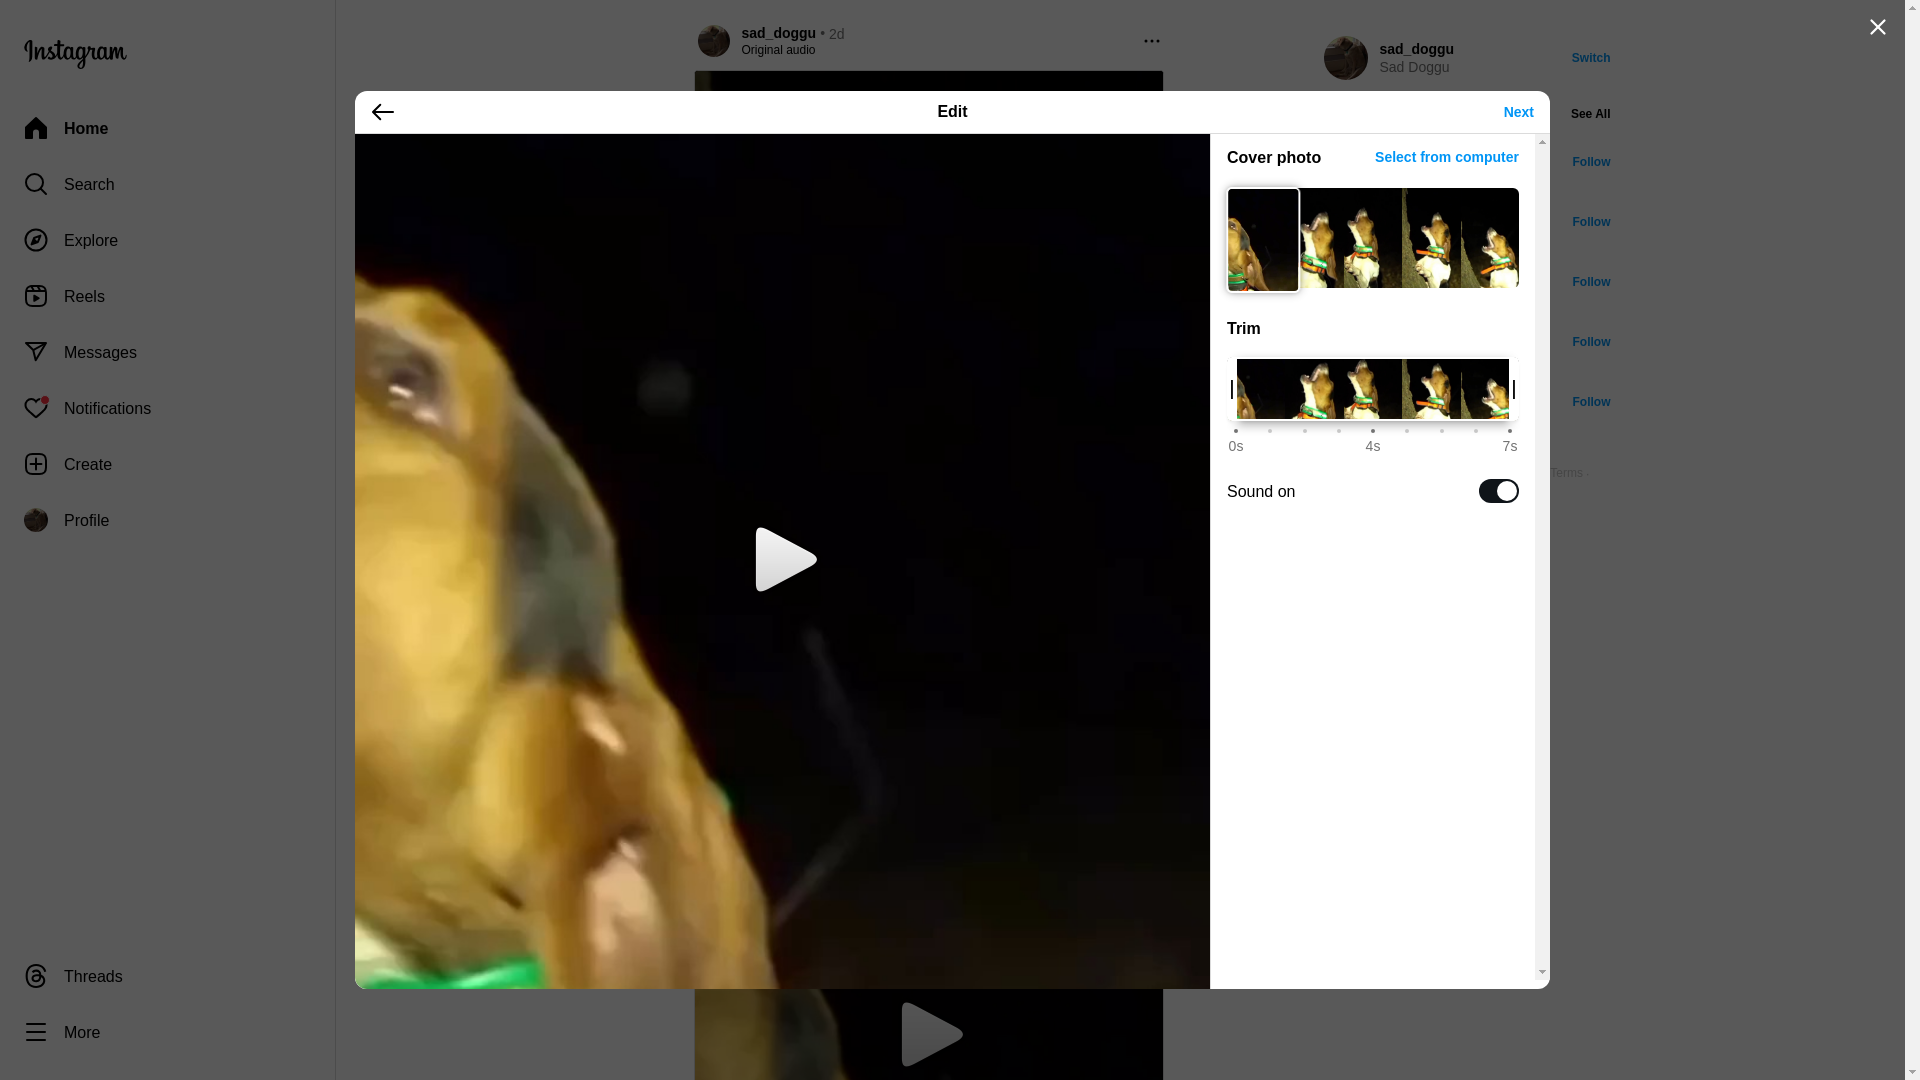 Instagram
Home
Search
Explore
Reels
Messages
Notifications
Create
Profile
Threads
More
sad_doggu • 2d
Original audio
Edit
Next
Cover photo
Select from computer
Trim
0s 4s 7s
Sound on
sad_doggu
Sad Doggu
Switch
See All
Follow
Follow
Follow
Follow
Follow
Terms ·